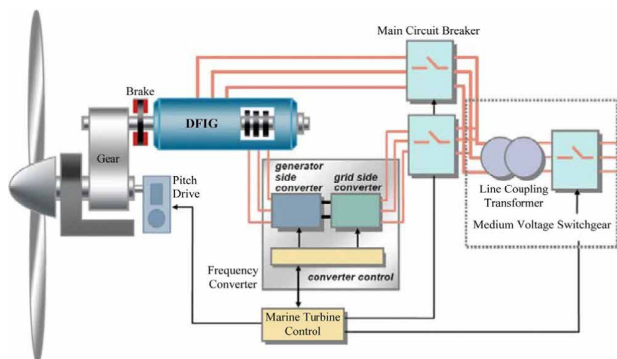 Main Circuit Breaker
Brake
DFIG
Gear
Pitch
Drive
generator
side
converter
grid side
converter
Line Coupling
Transformer
Medium Voltage Switchgear
Frequency
Converter
converter control
Marine Turbine
Control